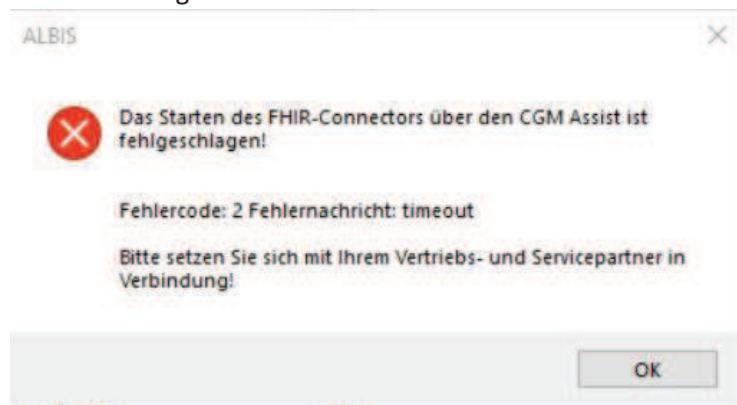 ALBIS
Das Starten des FHIR-Connectors über den CGM Assist ist
fehlgeschlagen!
Fehlercode: 2 Fehlernachricht: timeout
Bitte setzen Sie sich mit Ihrem Vertriebs- und Servicepartner in
Verbindung!
OK